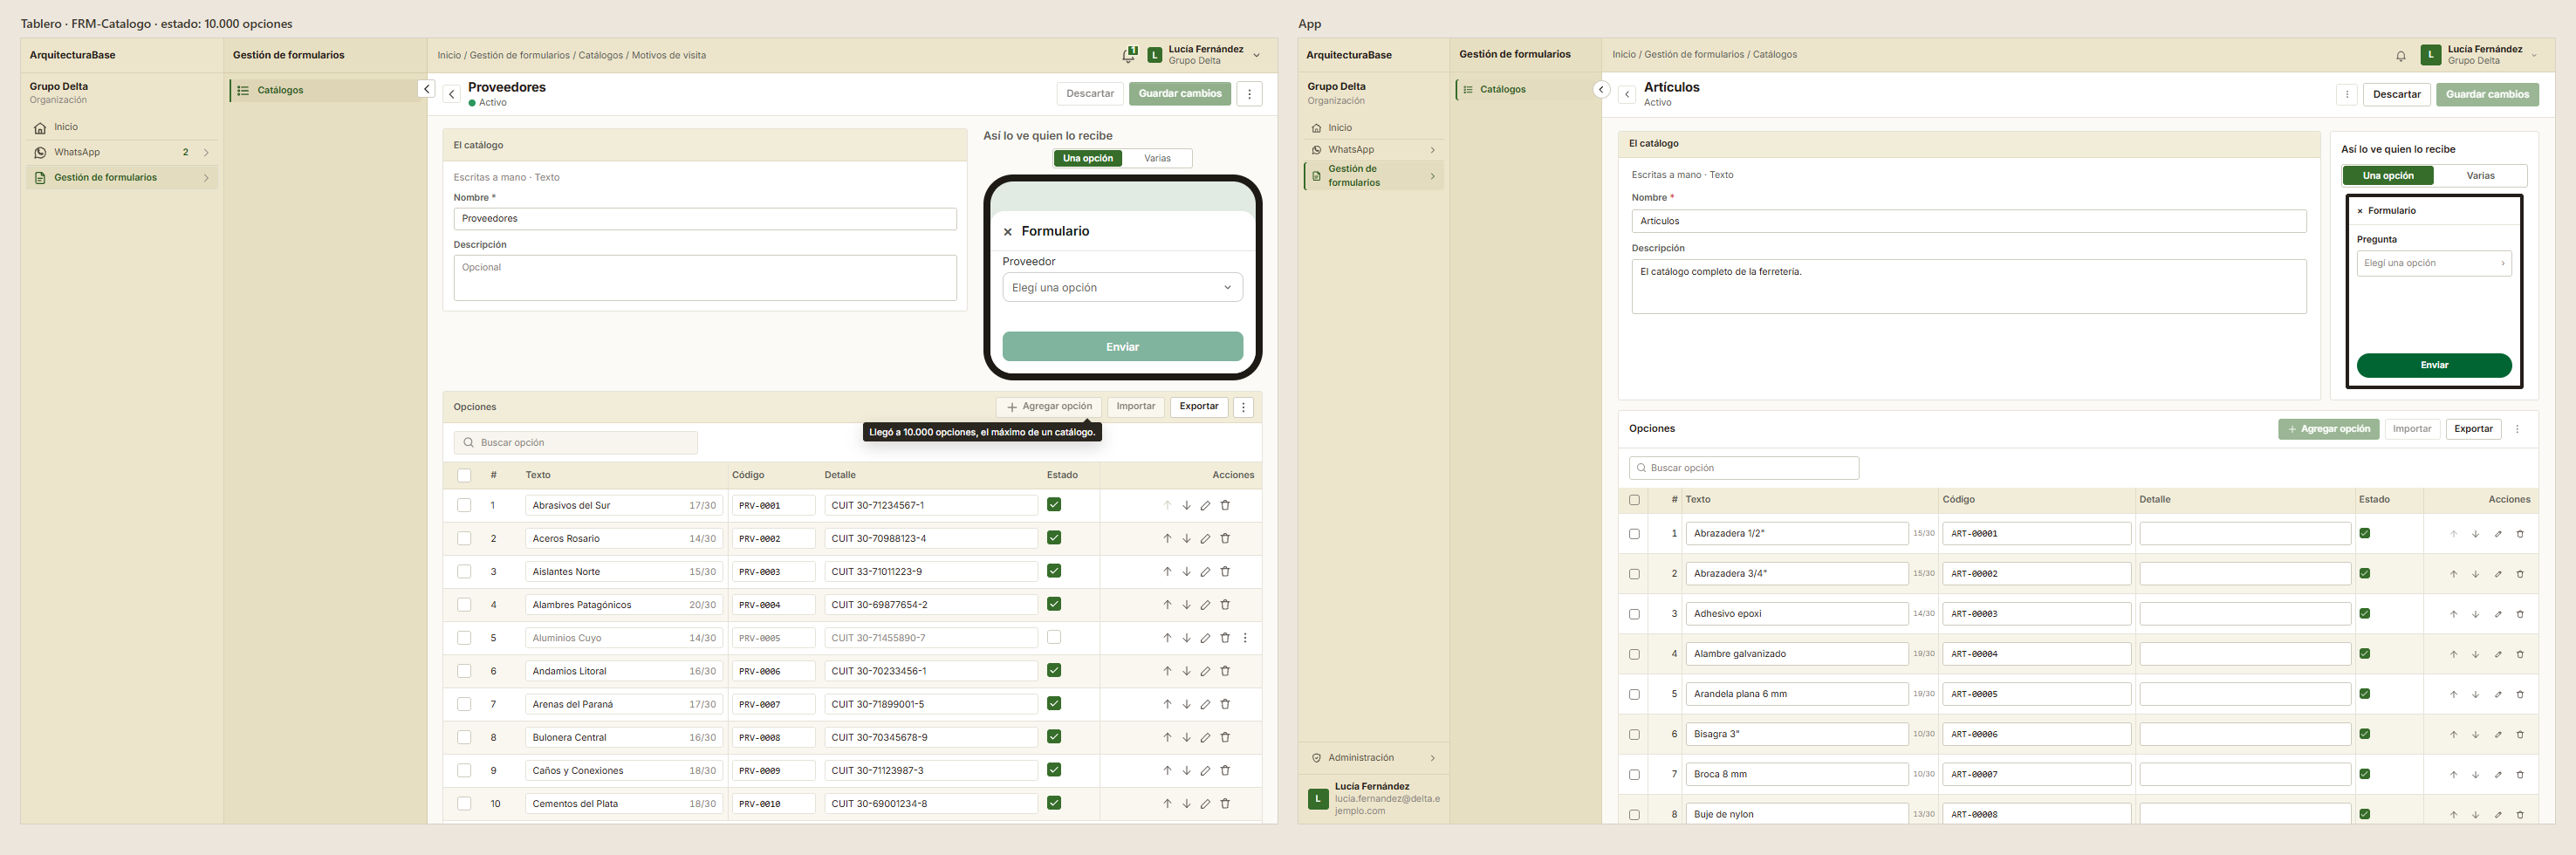 Tablero · FRM-Catalogo · estado: 10.000 opciones
ArquitecturaBase
Gestión de formularios
Inicio / Gestión de formularios / Catálogos / Motivos de visita
1
L
Lucía Fernández
Grupo Delta
Grupo Delta
Organización
Inicio
WhatsApp 2
Gestión de formularios
Catálogos
Proveedores
Activo
Descartar
Guardar cambios
El catálogo
Escritas a mano · Texto
Nombre *
Proveedores
Descripción
Opcional
Así lo ve quien lo recibe
Una opción
Varias
× Formulario
Proveedor
Elegí una opción
Enviar
Opciones
+ Agregar opción
Importar
Exportar
Llegó a 10.000 opciones, el máximo de un catálogo.
Buscar opción
# Texto Código Detalle Estado Acciones
1 Abrasivos del Sur 17/30 PRV-0001 CUIT 30-71234567-1
2 Aceros Rosario 14/30 PRV-0002 CUIT 30-70988123-4
3 Aislantes Norte 15/30 PRV-0003 CUIT 33-71011223-9
4 Alambres Patagónicos 20/30 PRV-0004 CUIT 30-69877654-2
5 Aluminios Cuyo 14/30 PRV-0005 CUIT 30-71455890-7
6 Andamios Litoral 16/30 PRV-0006 CUIT 30-70233456-1
7 Arenas del Paraná 17/30 PRV-0007 CUIT 30-71899001-5
8 Bulonera Central 16/30 PRV-0008 CUIT 30-70345678-9
9 Caños y Conexiones 18/30 PRV-0009 CUIT 30-71123987-3
10 Cementos del Plata 18/30 PRV-0010 CUIT 30-69001234-8
App
ArquitecturaBase
Gestión de formularios
Inicio / Gestión de formularios / Catálogos
L
Lucía Fernández
Grupo Delta
Grupo Delta
Organización
Inicio
WhatsApp
Gestión de
formularios
Catálogos
Administración
L
Lucía Fernández
lucia.fernandez@delta.e
jemplo.com
Artículos
Activo
Descartar
Guardar cambios
El catálogo
Escritas a mano · Texto
Nombre *
Artículos
Descripción
El catálogo completo de la ferretería.
Así lo ve quien lo recibe
Una opción
Varias
× Formulario
Pregunta
Elegí una opción
Enviar
Opciones
+ Agregar opción
Importar
Exportar
Buscar opción
# Texto Código Detalle Estado Acciones
1 Abrazadera 1/2" 15/30 ART-00001
2 Abrazadera 3/4" 15/30 ART-00002
3 Adhesivo epoxi 14/30 ART-00003
4 Alambre galvanizado 19/30 ART-00004
5 Arandela plana 6 mm 19/30 ART-00005
6 Bisagra 3" 10/30 ART-00006
7 Broca 8 mm 10/30 ART-00007
8 Buje de nylon 13/30 ART-00008